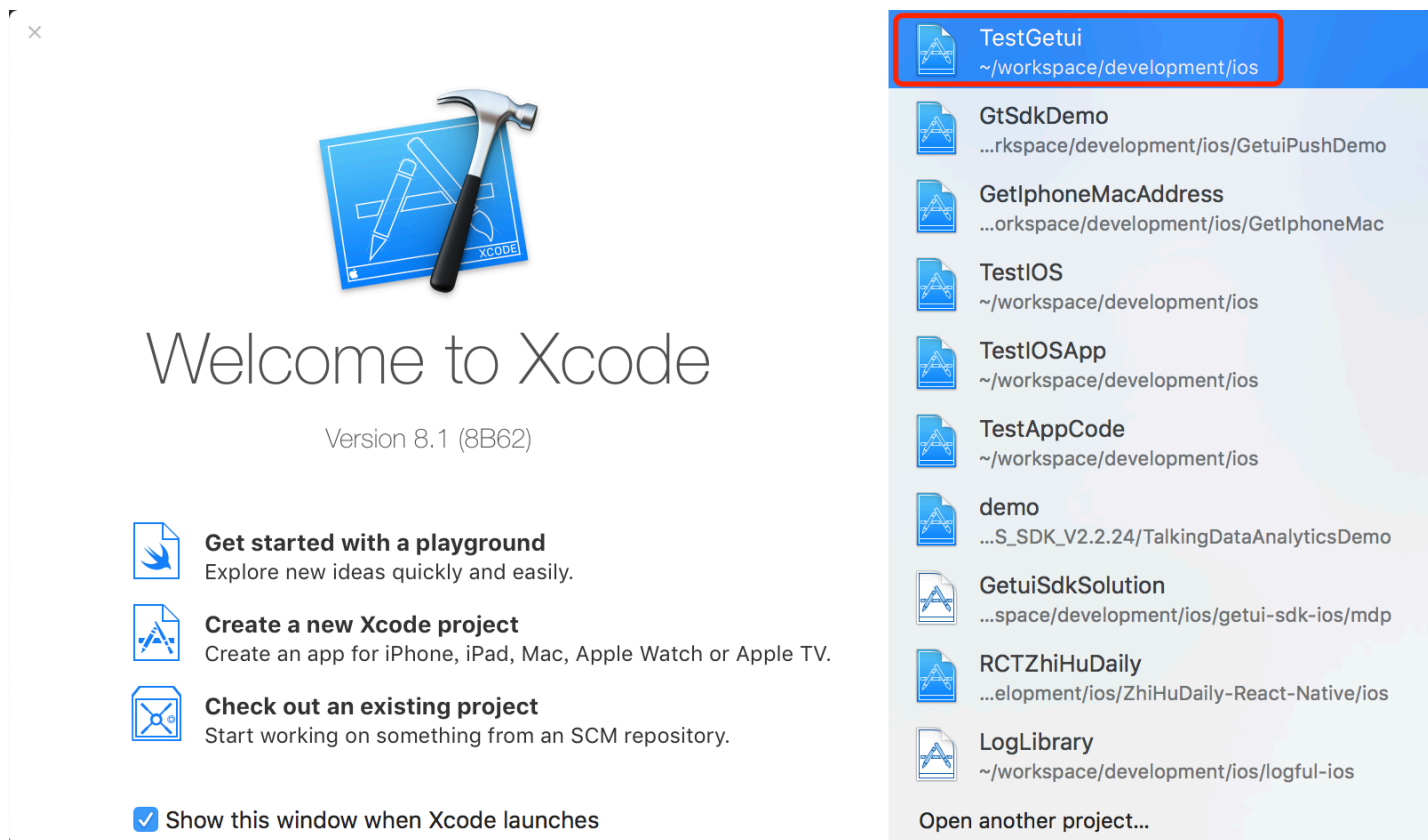 XCODE
Welcome to Xcode
Version 8.1 (8B62)
Get started with a playground
Explore new ideas quickly and easily.
Create a new Xcode project
Create an app for iPhone, iPad, Mac, Apple Watch or Apple TV.
Check out an existing project
Start working on something from an SCM repository.
Show this window when Xcode launches
TestGetui
~/workspace/development/ios
GtSdkDemo
...rkspace/development/ios/GetuiPushDemo
GetIphoneMacAddress
...orkspace/development/ios/GetIphoneMac
TestIOS
~/workspace/development/ios
TestIOSApp
~/workspace/development/ios
TestAppCode
~/workspace/development/ios
demo
...S_SDK_V2.2.24/TalkingDataAnalyticsDemo
GetuiSdkSolution
...space/development/ios/getui-sdk-ios/mdp
RCTZhiHuDaily
...elopment/ios/ZhiHuDaily-React-Native/ios
LogLibrary
~/workspace/development/ios/logful-ios
Open another project...